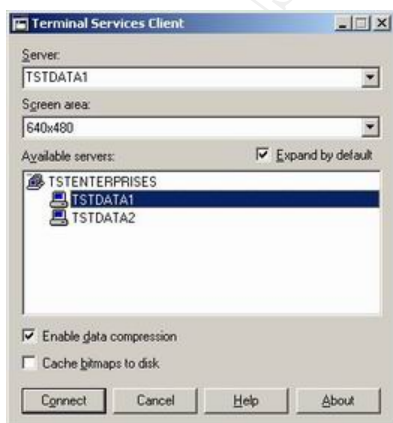 Terminal Services Client
Server:
TSTDATA1
Screen area:
640x480
Available servers:
Expand by default
TSTENTERPRISES
TSTDATA1
TSTDATA2
Enable data compression
Cache bitmaps to disk
Connect Cancel Help About